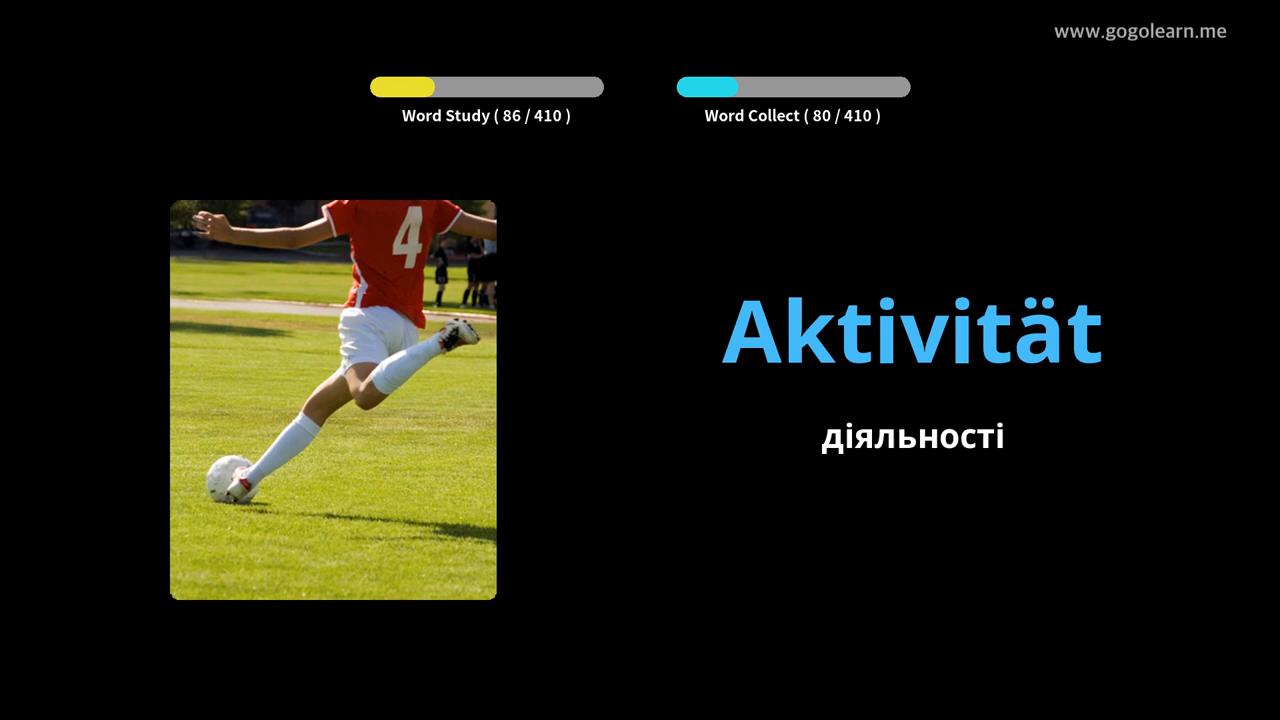 www.gogolearn.me
Word Study ( 86 / 410 )
Word Collect ( 80 / 410 )
4
Aktivität
діяльності